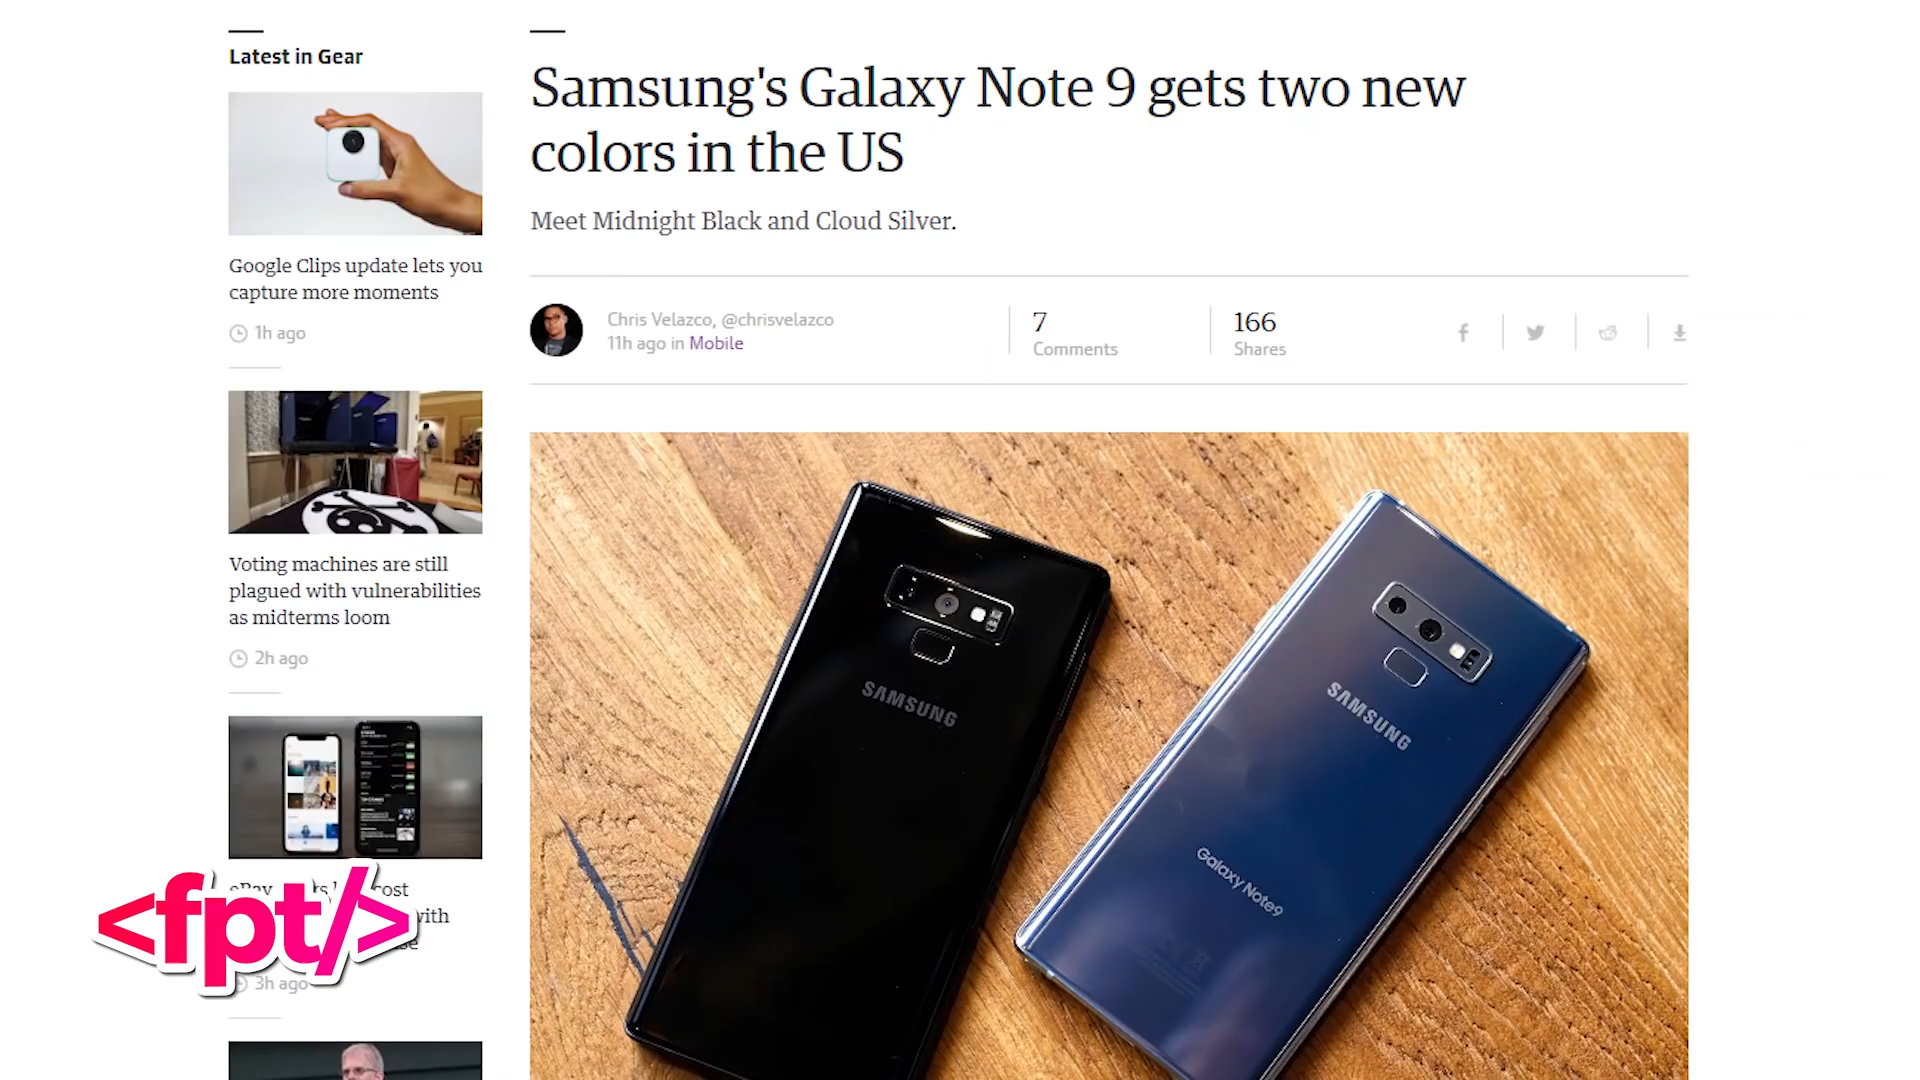 Latest in Gear
Google Clips update lets you
capture more moments
1h ago
Voting machines are still
plagued with vulnerabilities
as midterms loom
2h ago
eBay
cost
with
3h ago
<fpt/>
Samsung's Galaxy Note 9 gets two new
colors in the US
Meet Midnight Black and Cloud Silver.
Chris Velazco, @chrisvelazco
11h ago in Mobile
7
Comments
166
Shares
SAMSUNG
SAMSUNG
Galaxy Note9